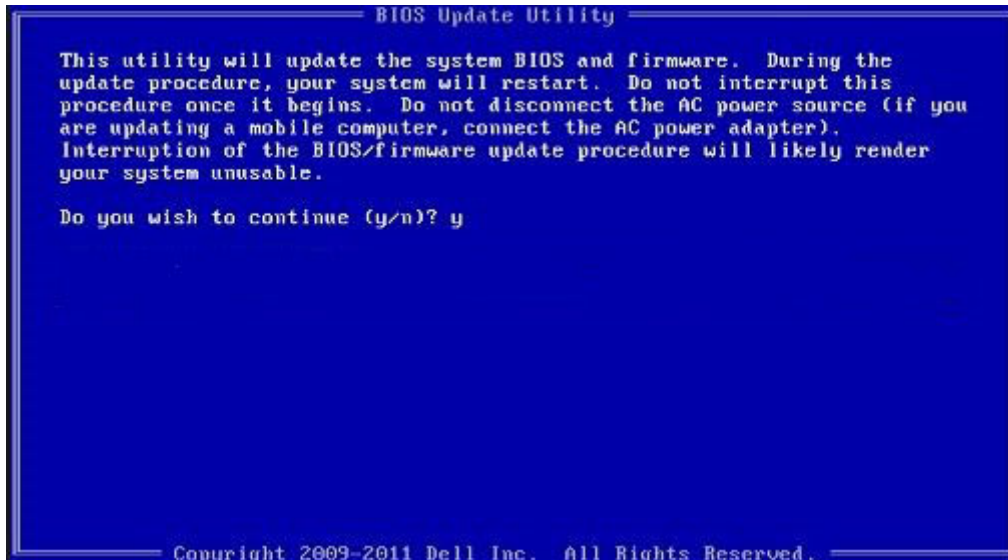 BIOS Update Utility
This utility will update the system BIOS and firmware. During the
update procedure, your system will restart. Do not interrupt this
procedure once it begins. Do not disconnect the AC power source (if you
are updating a mobile computer, connect the AC power adapter).
Interruption of the BIOS/firmware update procedure will likely render
your system unusable.
Do you wish to continue (y/n)? y
Copyright 2009-2011 Dell Inc. All Rights Reserved.